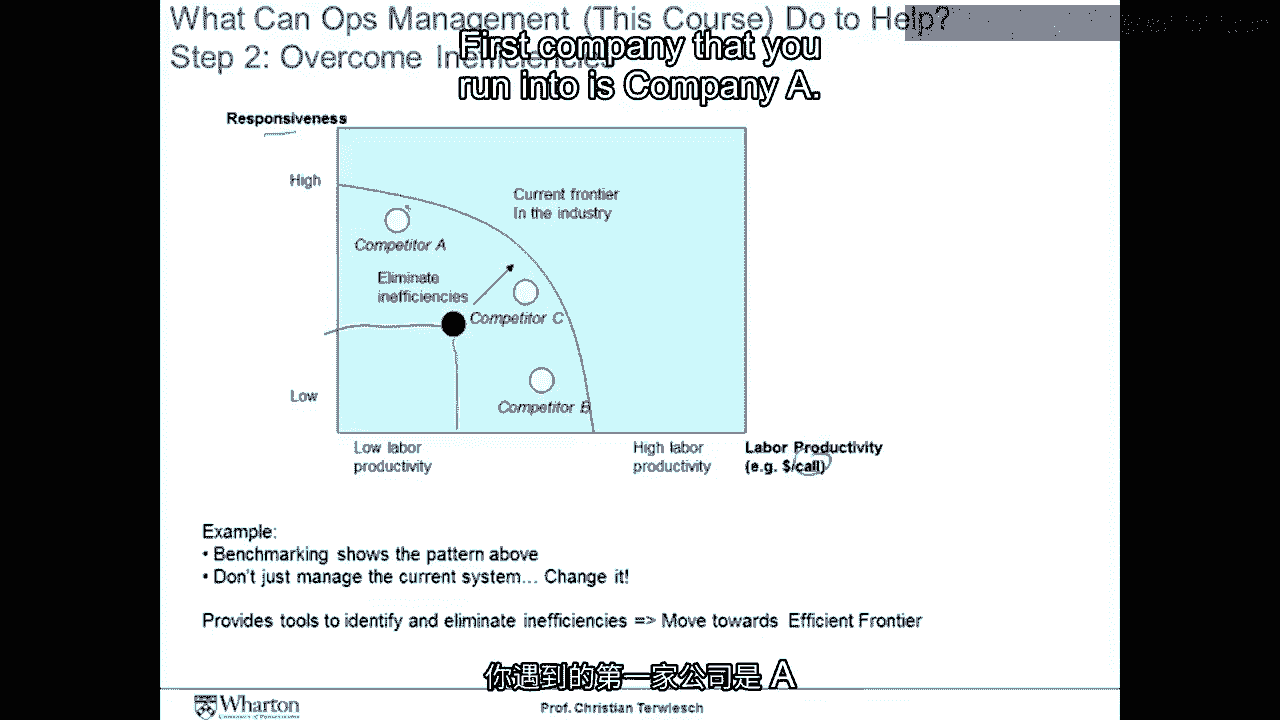 What Can Ops Management (This Course) Do to Help?
Step 2: Overcome Inefficiencies
First company that you
run into is Company A.
Responsiveness
High
Current frontier
In the industry
Competitor A
Eliminate
inefficiencies
Competitor C
Low
Competitor B
Low labor
productivity
High labor
productivity
Labor Productivity
(e.g. $/call)
Example:
• Benchmarking shows the pattern above
• Don't just manage the current system... Change it!
Provides tools to identify and eliminate inefficiencies => Move towards Efficient Frontier
你遇到的第一家公司是 A
Wharton
Prof. Christian Terwiesch